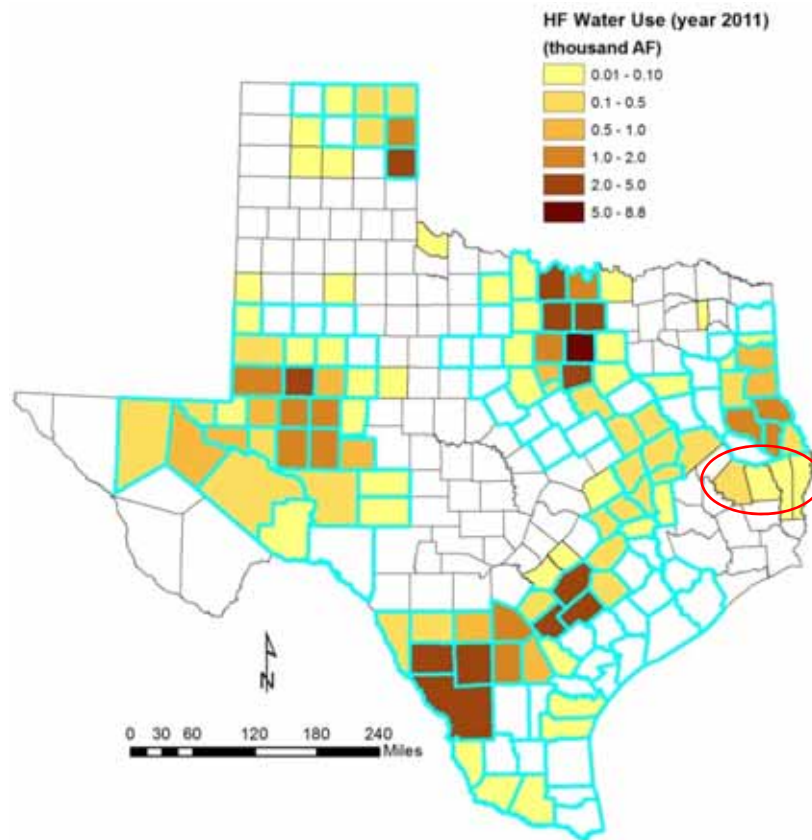 HF Water Use (year 2011)
(thousand AF)
0.01 - 0.10
0.1 - 0.5
0.5 - 1.0
1.0 - 2.0
2.0 - 5.0
5.0 - 8.8
N
0 30 60 120 180 240
Miles